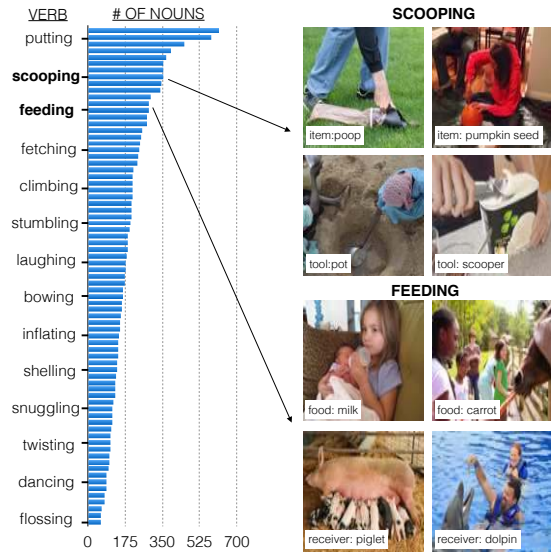 VERB
# OF NOUNS
putting
scooping
feeding
fetching
climbing
stumbling
laughing
bowing
inflating
shelling
snuggling
twisting
dancing
flossing
0 175 350 525 700
SCOOPING
item:poop
item: pumpkin seed
tool:pot
tool: scooper
FEEDING
food: milk
food: carrot
receiver: piglet
receiver: dolpin